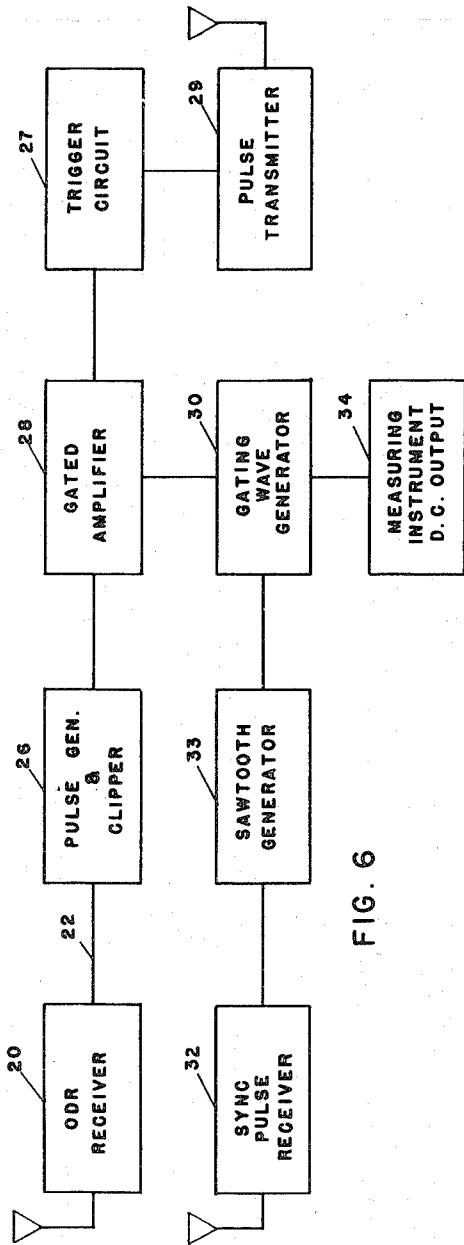 20
ODR
RECEIVER
22
26
PULSE GEN.
&
CLIPPER
28
GATED
AMPLIFIER
27
TRIGGER
CIRCUIT
32
SYNC
PULSE
RECEIVER
33
SAWTOOTH
GENERATOR
30
GATING
WAVE
GENERATOR
29
PULSE
TRANSMITTER
34
MEASURING
INSTRUMENT
D.C. OUTPUT
FIG. 6